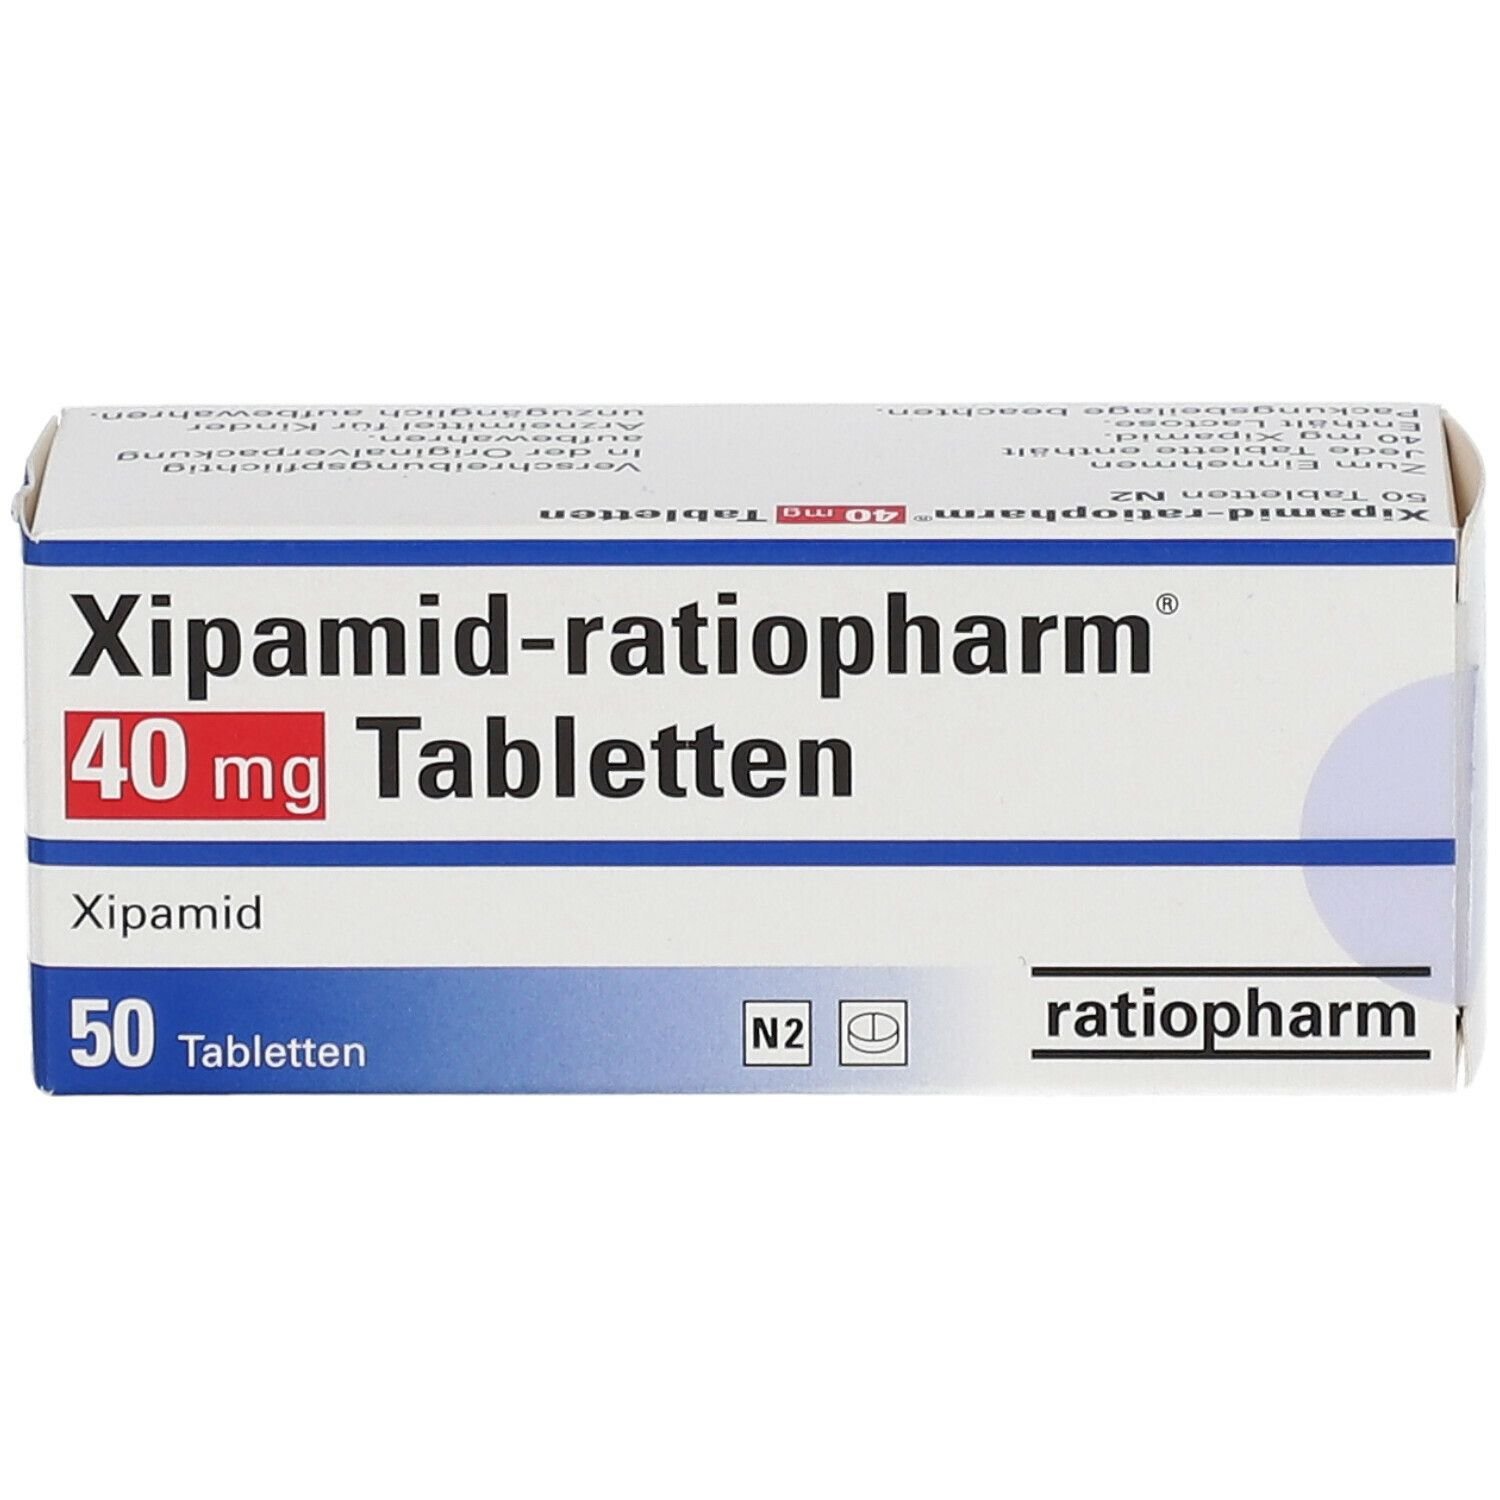 Xipamid-ratiopharm® 40 mg Tabletten
50 Tabletten N2
Zum Einnehmen
Jede Tablette enthält
40 mg Xipamid.
Enthält Lactose.
Packungsbeilage beachten.
Verschreibungspflichtig
In der Originalverpackung
aufbewahren.
Arzneimittel für Kinder
unzugänglich aufbewahren.
Xipamid-ratiopharm®
40 mg Tabletten
Xipamid
50 Tabletten
N2
ratiopharm